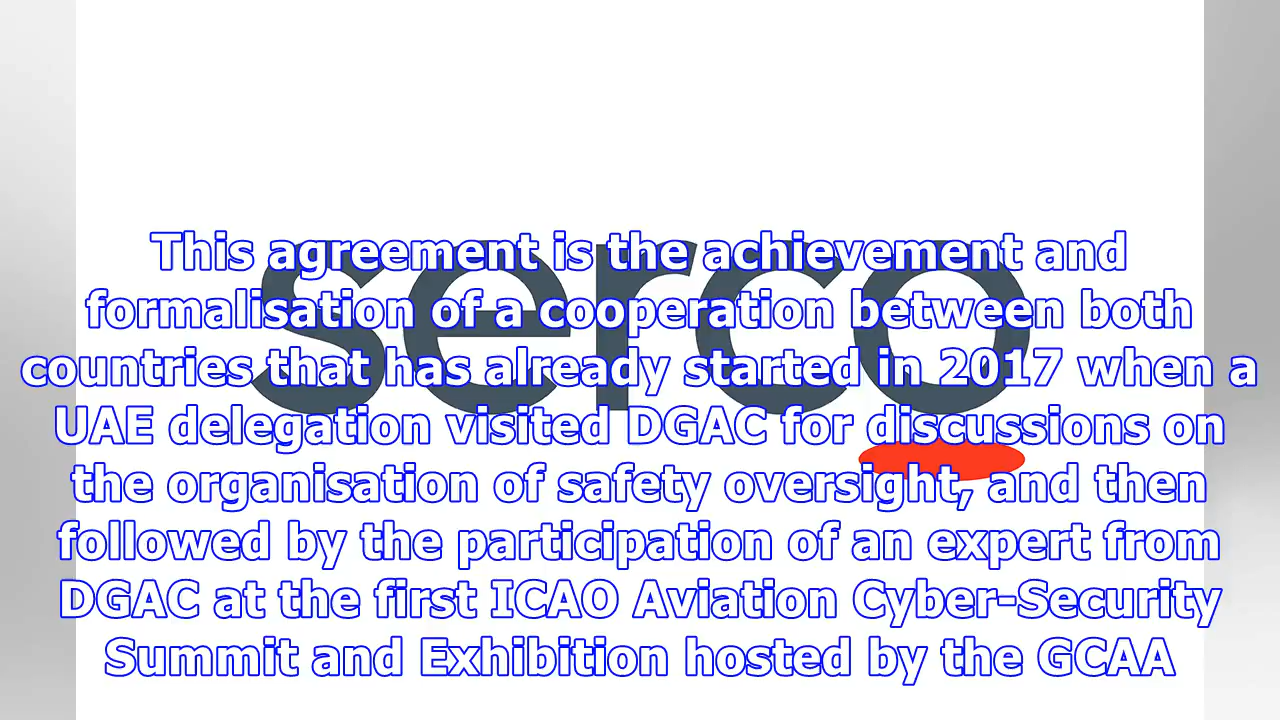 serco
This agreement is the achievement and
formalisation of a cooperation between both
countries that has already started in 2017 when a
UAE delegation visited DGAC for discussions on
the organisation of safety oversight, and then
followed by the participation of an expert from
DGAC at the first ICAO Aviation Cyber-Security
Summit and Exhibition hosted by the GCAA